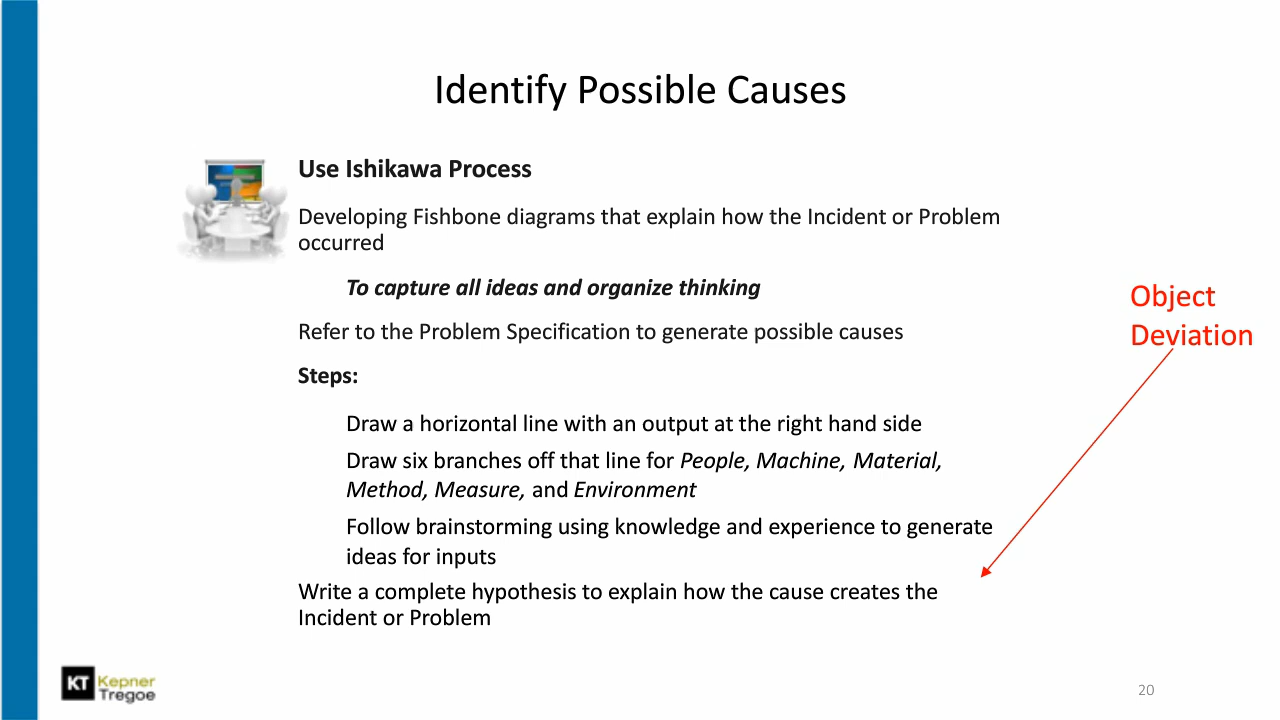 Identify Possible Causes
Use Ishikawa Process
Developing Fishbone diagrams that explain how the Incident or Problem
occurred
To capture all ideas and organize thinking
Object
Deviation
Refer to the Problem Specification to generate possible causes
Steps:
Draw a horizontal line with an output at the right hand side
Draw six branches off that line for People, Machine, Material,
Method, Measure, and Environment
Follow brainstorming using knowledge and experience to generate
ideas for inputs
Write a complete hypothesis to explain how the cause creates the
Incident or Problem
KT Kepner
Tregoe
20